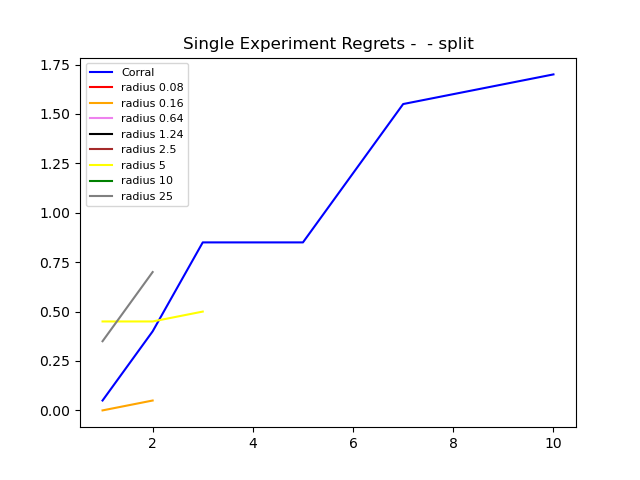 Single Experiment Regrets -  - split
1.75
1.50
1.25
1.00
0.75
0.50
0.25
0.00
Corral
radius 0.08
radius 0.16
radius 0.64
radius 1.24
radius 2.5
radius 5
radius 10
radius 25
2 4 6 8 10